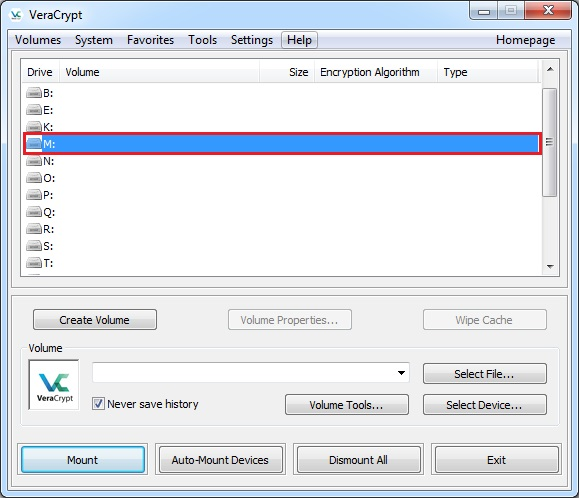 VeraCrypt
Volumes System Favorites Tools Settings Help Homepage
Drive Volume Size Encryption Algorithm Type
B:
E:
K:
M:
N:
O:
P:
Q:
R:
S:
T:
Create Volume Volume Properties... Wipe Cache
Volume
Select File...
VeraCrypt
Never save history Volume Tools... Select Device...
Mount Auto-Mount Devices Dismount All Exit